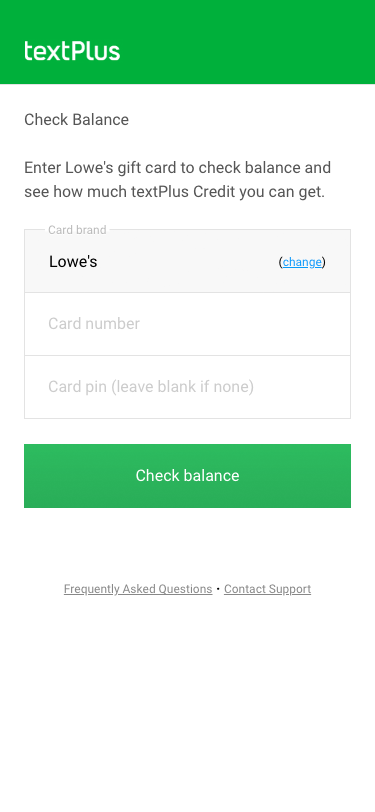 textPlus
Check Balance
Enter Lowe's gift card to check balance and
see how much textPlus Credit you can get.
Card brand
Lowe's (change)
Card number
Card pin (leave blank if none)
Check balance
Frequently Asked Questions • Contact Support